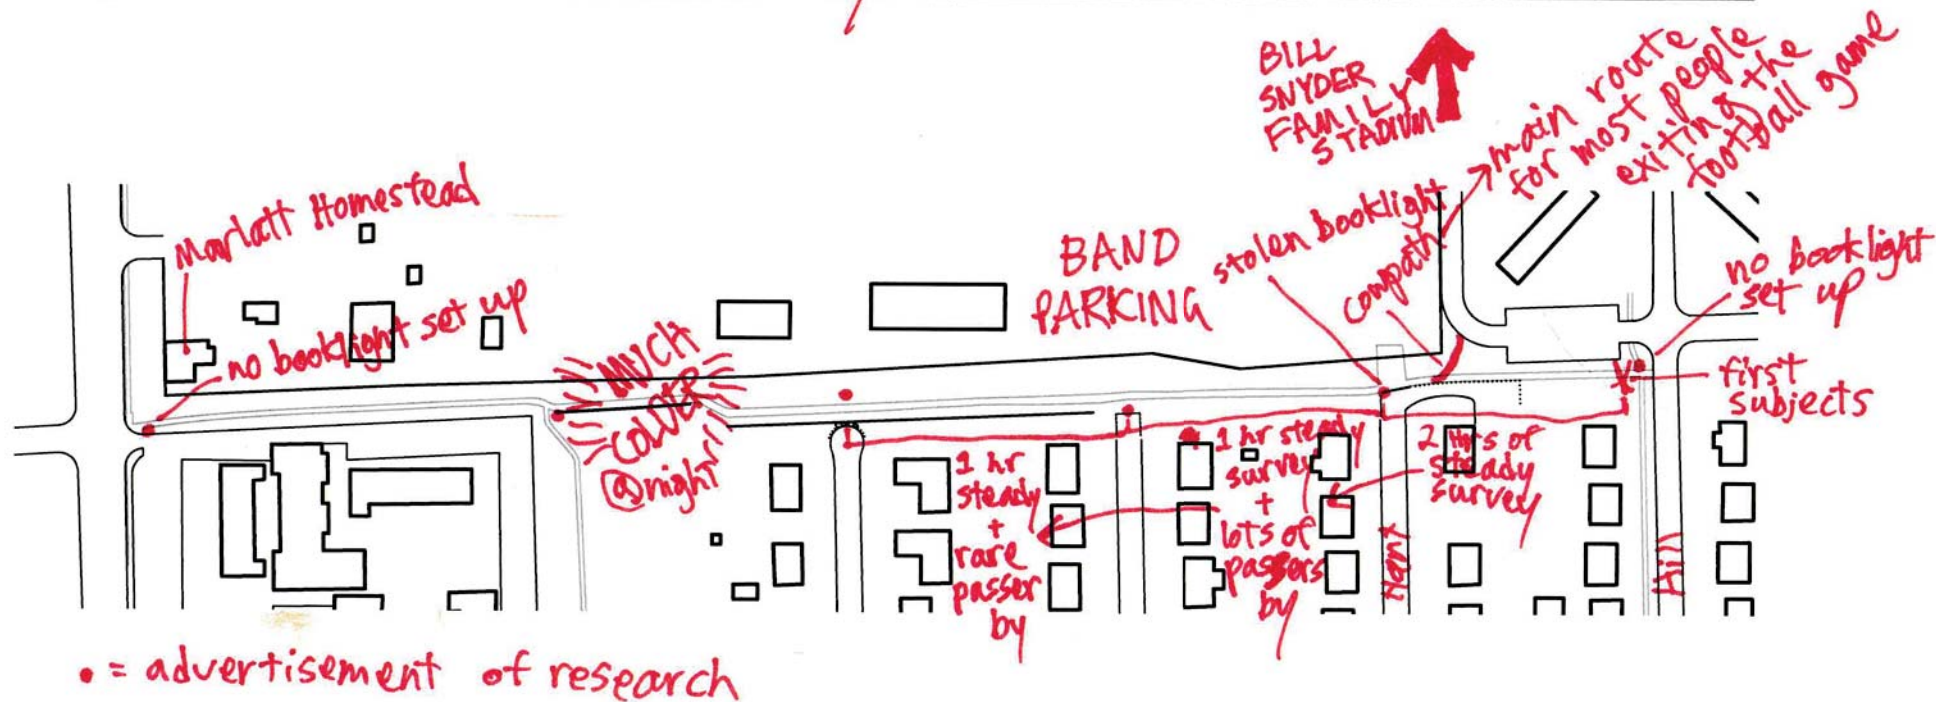 BILL
SNYDER
FAMILY
STADIUM
main route
for most people
exiting the
football game
Marlatt Homestead
no booklight set up
MUCH
COLDER
@night
BAND
PARKING
stolen booklight
no booklight
set up
first
subjects
1 hr
steady
+
rare
passer
by
1 hr steady
survey
+
lots of
passers
by
2 Hrs of
steady
survey
Hunt
Hill
• = advertisement of research